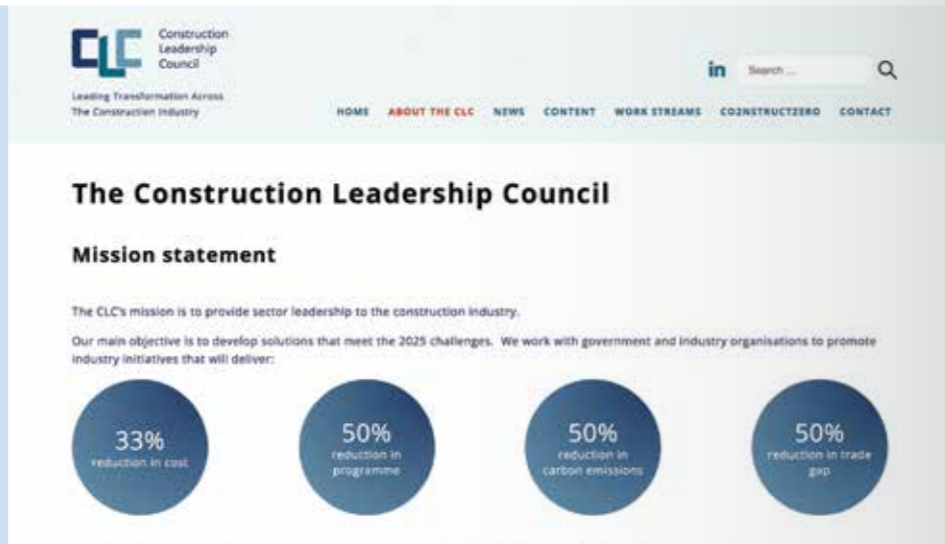 CLC
Construction
Leadership
Council
Leading Transformation Across
The Construction Industry
in
Search ...
HOME ABOUT THE CLC NEWS CONTENT WORK STREAMS CO2NSTRUCTZERO CONTACT
The Construction Leadership Council
Mission statement
The CLC's mission is to provide sector leadership to the construction industry.
Our main objective is to develop solutions that meet the 2025 challenges. We work with government and industry organisations to promote
industry initiatives that will deliver:
33%
reduction in cost
50%
reduction in
programme
50%
reduction in
carbon emissions
50%
reduction in trade
gap